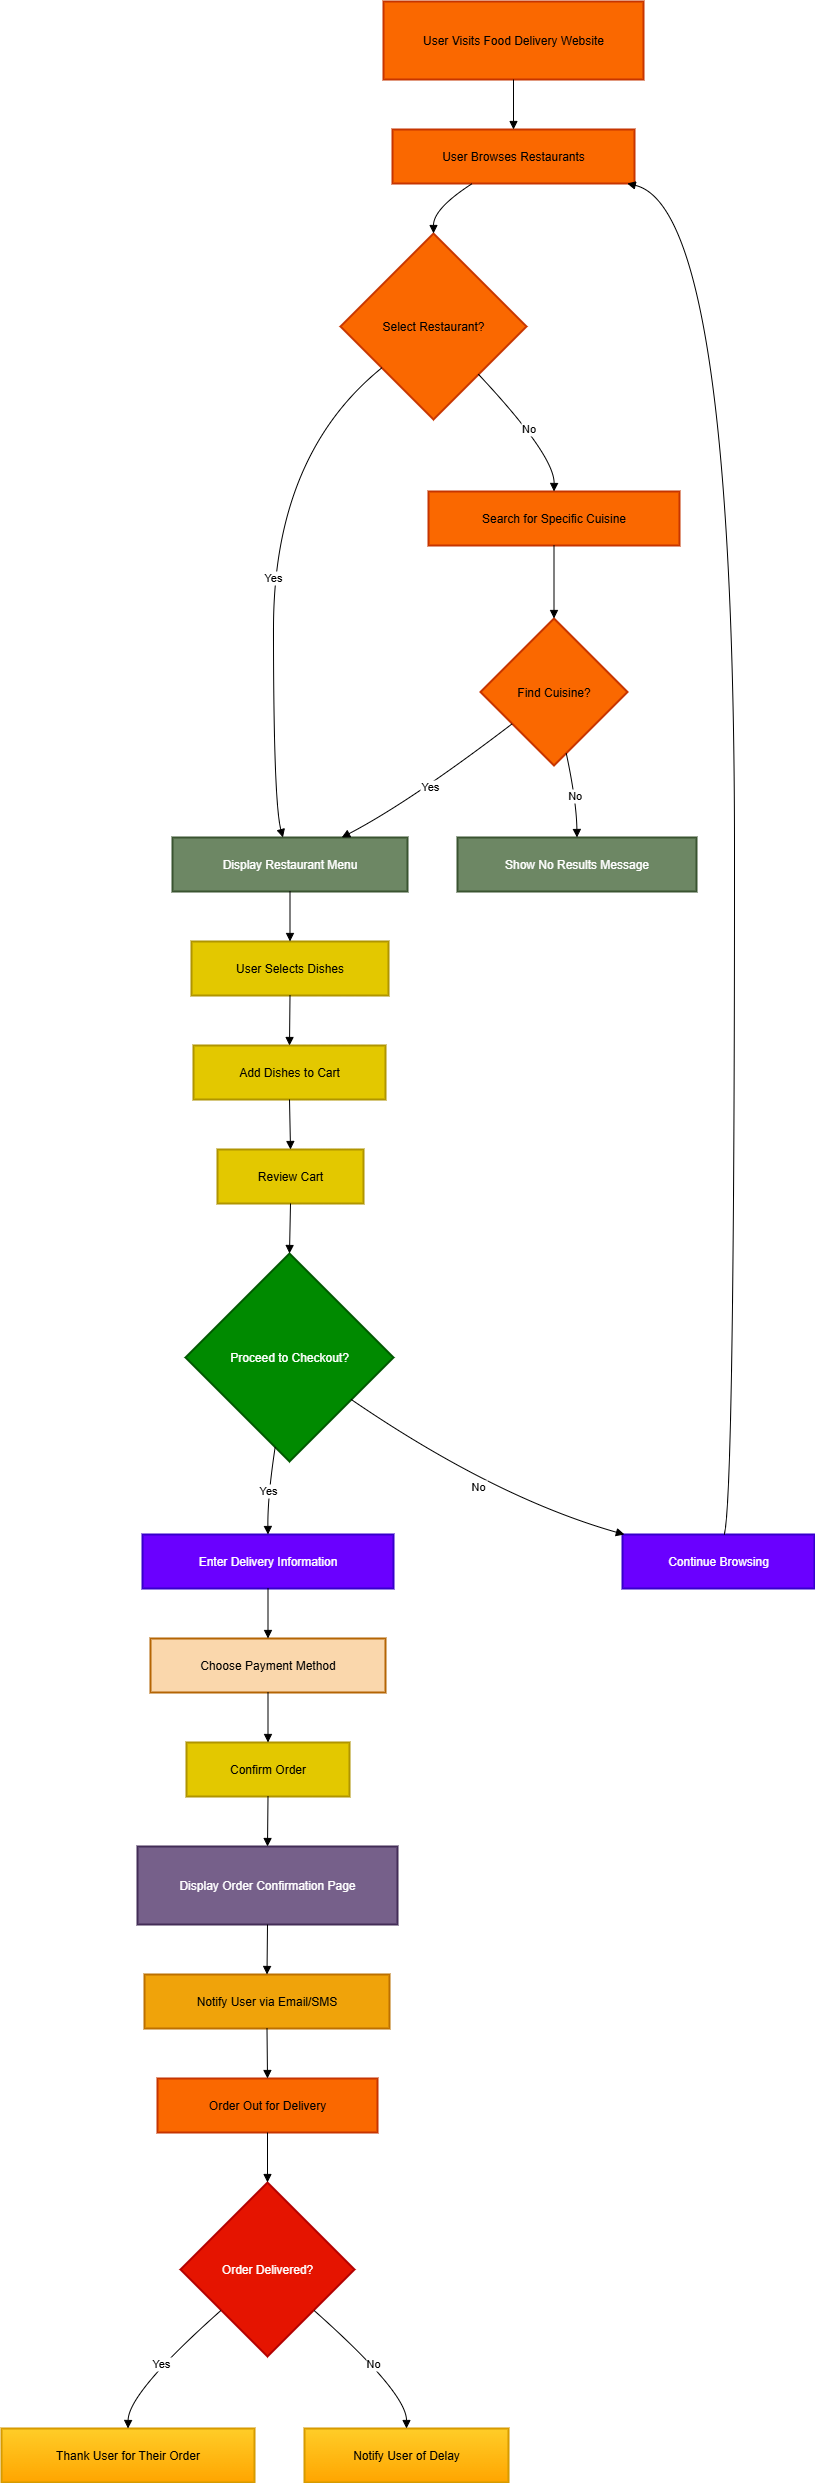 User Visits Food Delivery Website
User Browses Restaurants
Select Restaurant?
No
Search for Specific Cuisine
Yes
Find Cuisine?
Yes
No
Display Restaurant Menu
Show No Results Message
User Selects Dishes
Add Dishes to Cart
Review Cart
Proceed to Checkout?
Yes
No
Enter Delivery Information
Continue Browsing
Choose Payment Method
Confirm Order
Display Order Confirmation Page
Notify User via Email/SMS
Order Out for Delivery
Order Delivered?
Yes
No
Thank User for Their Order
Notify User of Delay